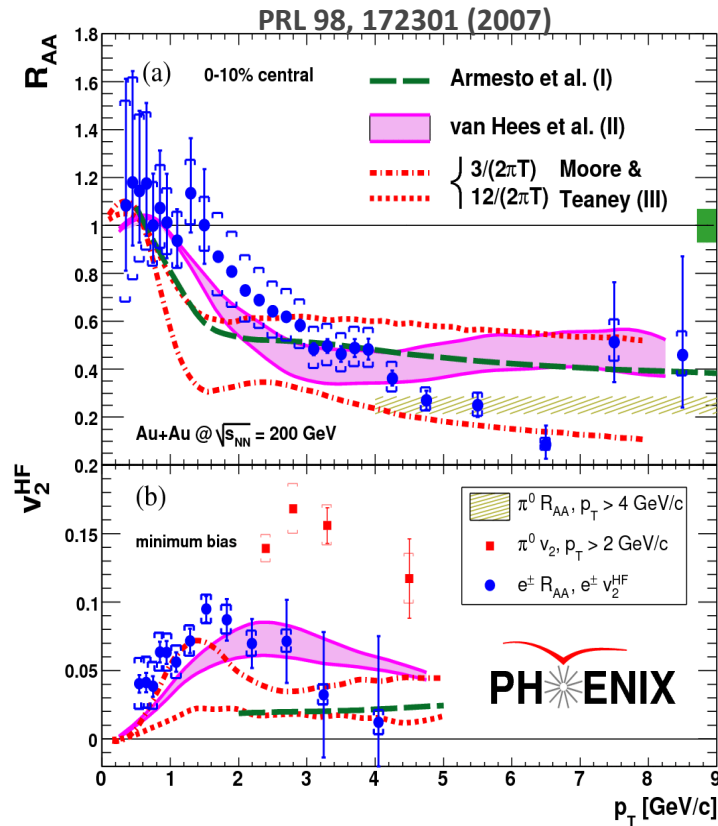 PRL 98, 172301 (2007)
R_AA
1.8
1.6
1.4
1.2
1
0.8
0.6
0.4
0.2
(a)
0-10% central
Armesto et al. (I)
van Hees et al. (II)
3/(2πT) Moore &
12/(2πT) Teaney (III)
Au+Au @ √s_NN = 200 GeV
v_2^HF
0.2
0.15
0.1
0.05
0
(b)
minimum bias
π⁰ R_AA, p_T > 4 GeV/c
π⁰ v_2, p_T > 2 GeV/c
e± R_AA, e± v_2^HF
PHENIX
0 1 2 3 4 5 6 7 8 9
p_T [GeV/c]